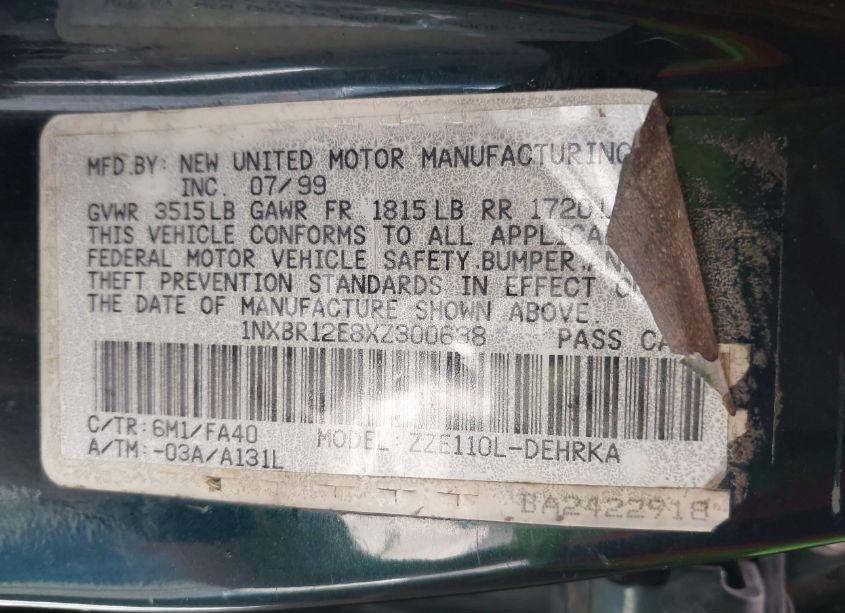 MFD.BY: NEW UNITED MOTOR MANUFACTURING
INC. 07/99
GVWR 3515LB GAWR FR 1815LB RR 1720
THIS VEHICLE CONFORMS TO ALL
FEDERAL MOTOR VEHICLE SAFETY,BUMPER,
THEFT PREVENTION STANDARDS IN EFFECT
THE DATE OF MANUFACTURE SHOWN ABOVE.
1NXBR12E8XZ300638 PASS
C/TR:6M1/FA40 MODEL:ZZE110L-DEHRKA
A/TM:-03A/A131L
BA2422918